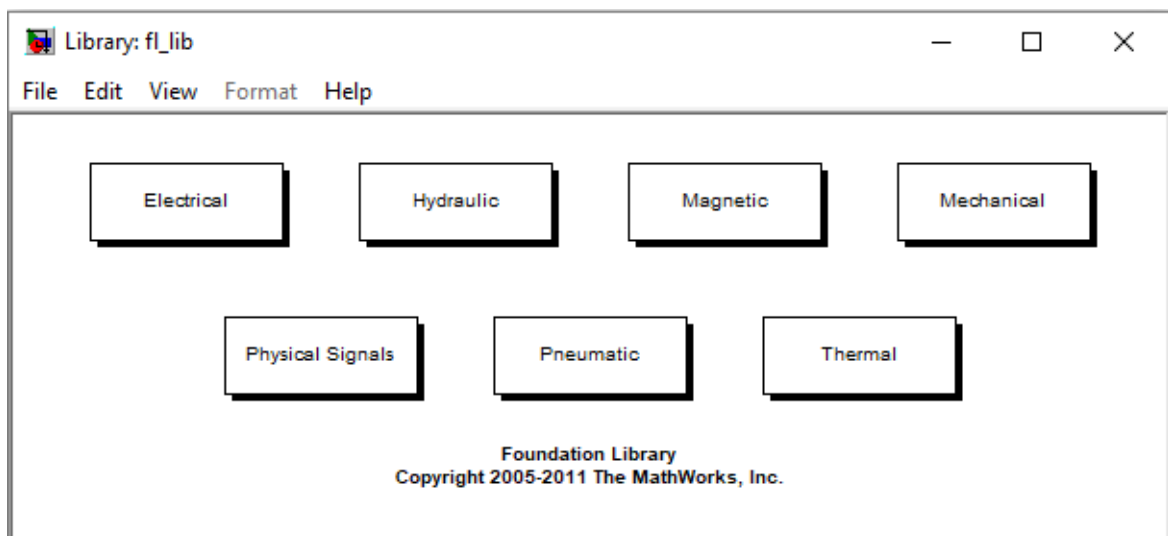 Library: fl_lib
File Edit View Format Help
Electrical Hydraulic Magnetic Mechanical
Physical Signals Pneumatic Thermal
Foundation Library
Copyright 2005-2011 The MathWorks, Inc.